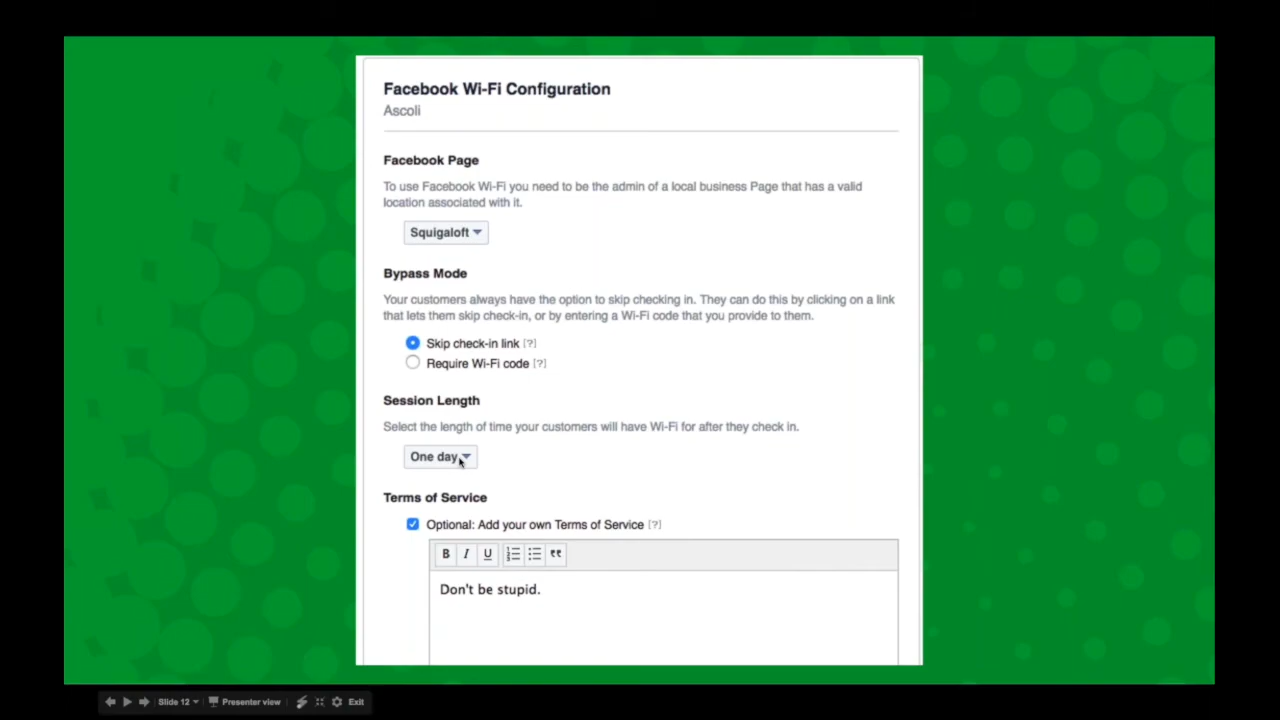 Facebook Wi-Fi Configuration
Ascoli
Facebook Page
To use Facebook Wi-Fi you need to be the admin of a local business Page that has a valid
location associated with it.
Squigaloft
Bypass Mode
Your customers always have the option to skip checking in. They can do this by clicking on a link
that lets them skip check-in, or by entering a Wi-Fi code that you provide to them.
Skip check-in link [?]
Require Wi-Fi code [?]
Session Length
Select the length of time your customers will have Wi-Fi for after they check in.
One day
Terms of Service
Optional: Add your own Terms of Service [?]
B I U
Don't be stupid.
Slide 12 Presenter view Exit